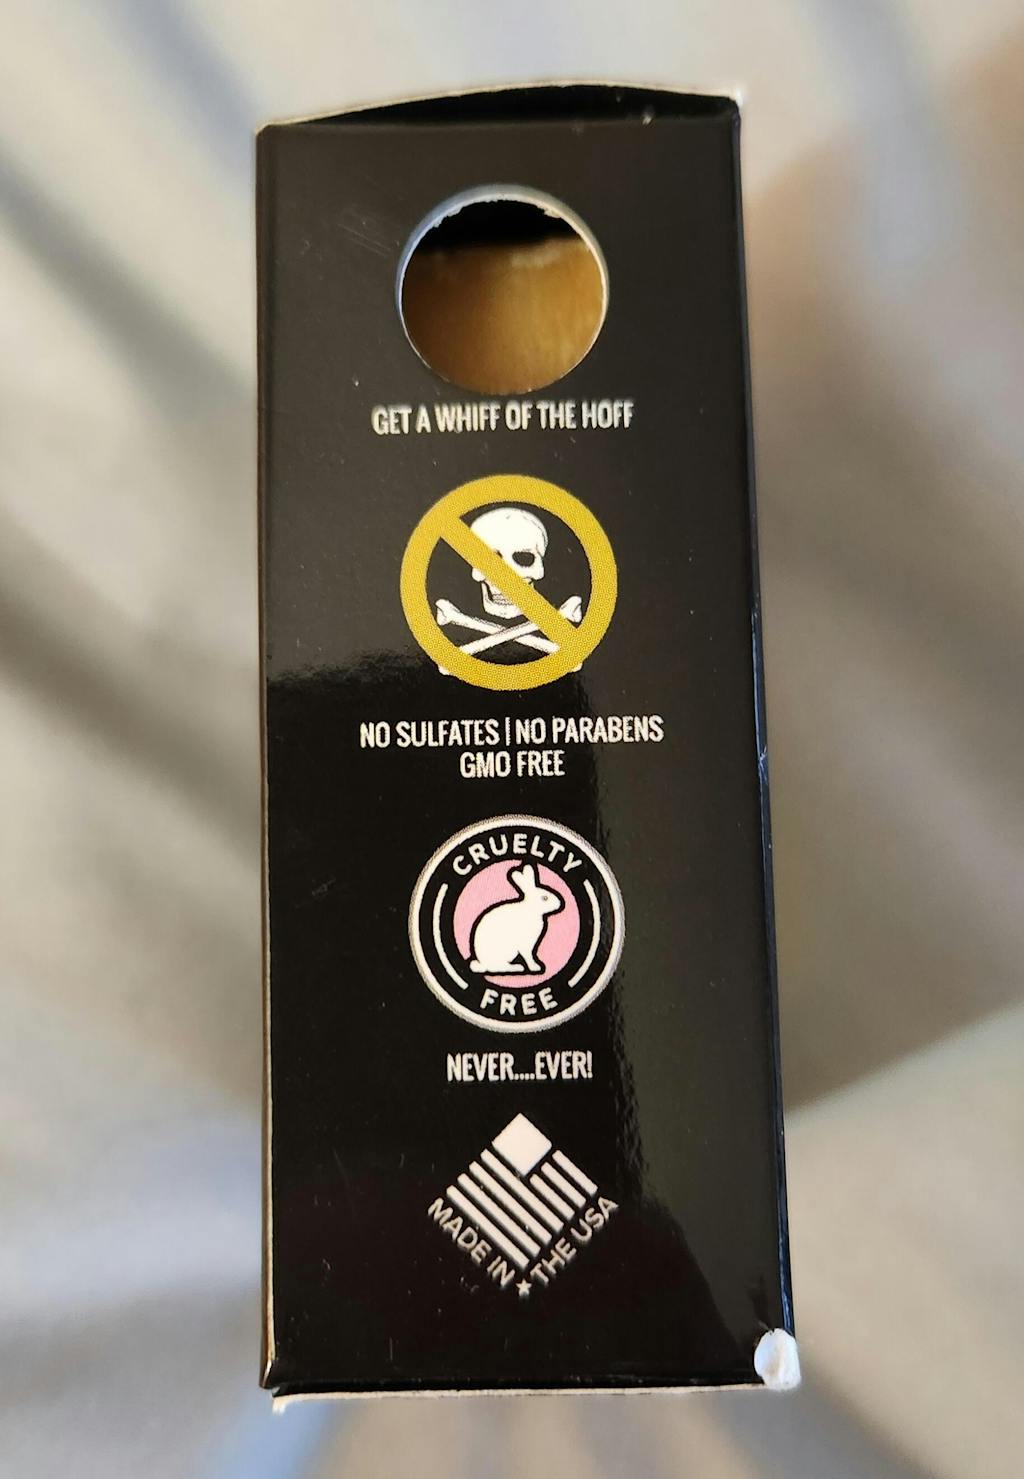 GET A WHIFF OF THE HOFF
NO SULFATES | NO PARABENS
GMO FREE
CRUELTY
FREE
NEVER....EVER!
MADE IN ★ THE USA